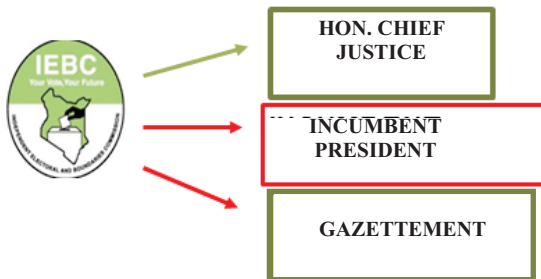 IEBC
Your Vote, Your Future
INDEPENDENT ELECTORAL AND BOUNDARIES COMMISSION
HON. CHIEF
JUSTICE
INCUMBENT
PRESIDENT
GAZETTEMENT